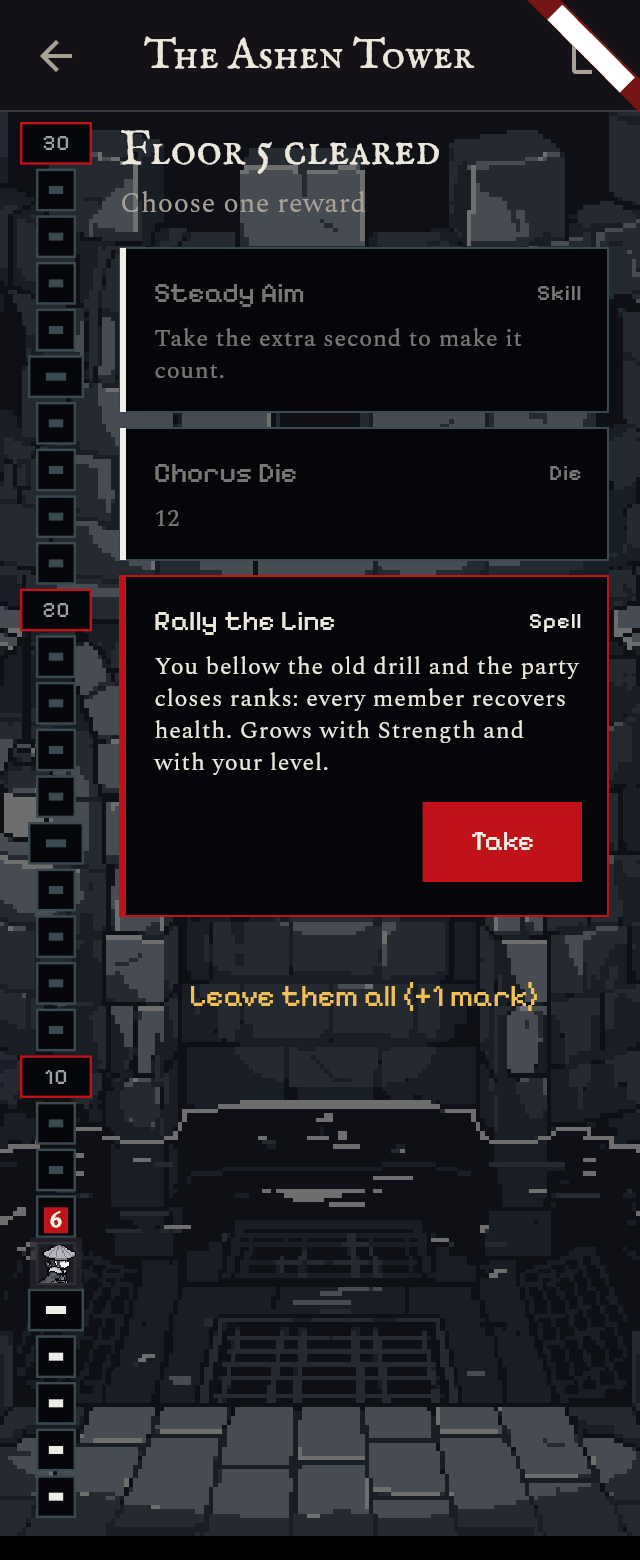 The Ashen Tower
30
Floor 5 cleared
Choose one reward
Steady Aim
Skill
Take the extra second to make it
count.
Chorus Die
Die
12
20
Rally the Line
Spell
You bellow the old drill and the party
closes ranks: every member recovers
health. Grows with Strength and
with your level.
Take
Leave them all (+1 mark)
10
6